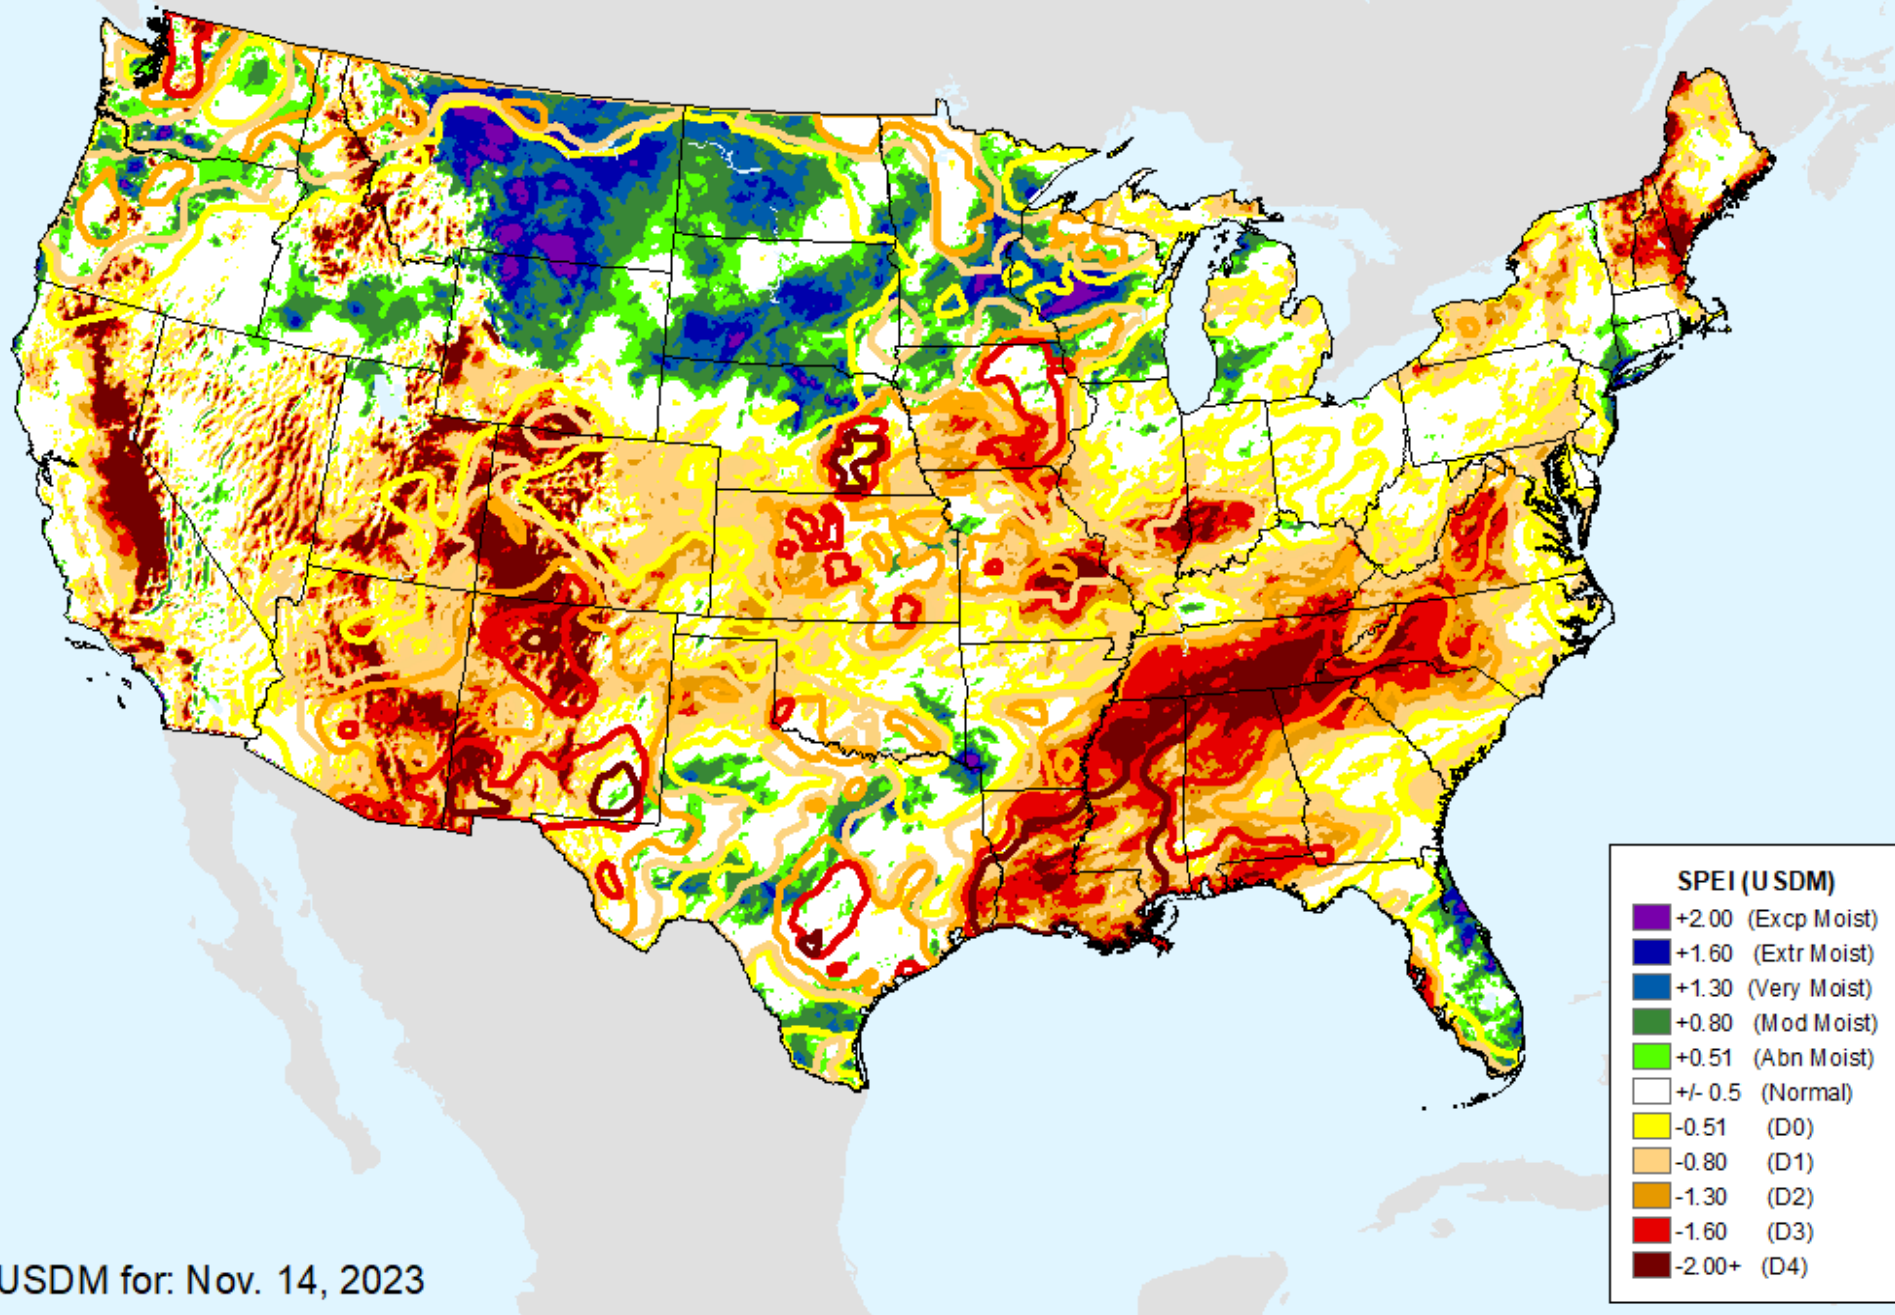 SPEI (USDM)
+2.00 (Excp Moist)
+1.60 (Extr Moist)
+1.30 (Very Moist)
+0.80 (Mod Moist)
+0.51 (Abn Moist)
+/- 0.5 (Normal)
-0.51 (D0)
-0.80 (D1)
-1.30 (D2)
-1.60 (D3)
-2.00+ (D4)
USDM for: Nov. 14, 2023